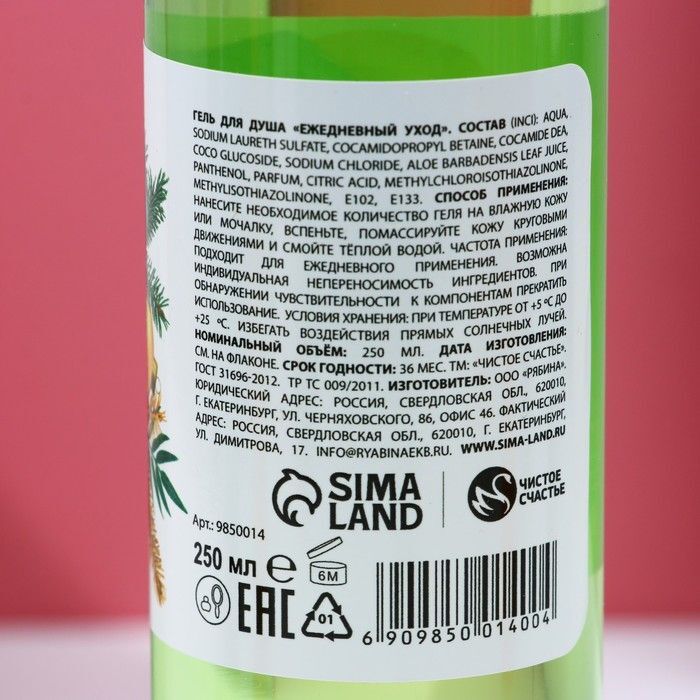 ГЕЛЬ ДЛЯ ДУША «ЕЖЕДНЕВНЫЙ УХОД». СОСТАВ (INCI): AQUA,
SODIUM LAURETH SULFATE, COCAMIDOPROPYL BETAINE, COCAMIDE DEA,
COCO GLUCOSIDE, SODIUM CHLORIDE, ALOE BARBADENSIS LEAF JUICE,
PANTHENOL, PARFUM, CITRIC ACID, METHYLCHLOROISOTHIAZOLINONE,
METHYLISOTHIAZOLINONE, E102, E133. СПОСОБ ПРИМЕНЕНИЯ:
НАНЕСИТЕ НЕОБХОДИМОЕ КОЛИЧЕСТВО ГЕЛЯ НА ВЛАЖНУЮ КОЖУ
ИЛИ МОЧАЛКУ, ВСПЕНЬТЕ, ПОМАССИРУЙТЕ КОЖУ КРУГОВЫМИ
ДВИЖЕНИЯМИ И СМОЙТЕ ТЁПЛОЙ ВОДОЙ. ЧАСТОТА ПРИМЕНЕНИЯ:
ПОДХОДИТ ДЛЯ ЕЖЕДНЕВНОГО ПРИМЕНЕНИЯ. ВОЗМОЖНА
ИНДИВИДУАЛЬНАЯ НЕПЕРЕНОСИМОСТЬ ИНГРЕДИЕНТОВ. ПРИ
ОБНАРУЖЕНИИ ЧУВСТВИТЕЛЬНОСТИ К КОМПОНЕНТАМ ПРЕКРАТИТЬ
ИСПОЛЬЗОВАНИЕ. УСЛОВИЯ ХРАНЕНИЯ: ПРИ ТЕМПЕРАТУРЕ ОТ +5 °C ДО
+25 °C. ИЗБЕГАТЬ ВОЗДЕЙСТВИЯ ПРЯМЫХ СОЛНЕЧНЫХ ЛУЧЕЙ.
НОМИНАЛЬНЫЙ ОБЪЁМ: 250 МЛ. ДАТА ИЗГОТОВЛЕНИЯ:
СМ. НА ФЛАКОНЕ. СРОК ГОДНОСТИ: 36 МЕС. ТМ: «ЧИСТОЕ СЧАСТЬЕ».
ГОСТ 31696-2012. ТР ТС 009/2011. ИЗГОТОВИТЕЛЬ: ООО «РЯБИНА».
ЮРИДИЧЕСКИЙ АДРЕС: РОССИЯ, СВЕРДЛОВСКАЯ ОБЛ., 620010,
Г. ЕКАТЕРИНБУРГ, УЛ. ЧЕРНЯХОВСКОГО, 86, ОФИС 46. ФАКТИЧЕСКИЙ
АДРЕС: РОССИЯ, СВЕРДЛОВСКАЯ ОБЛ., 620010, Г. ЕКАТЕРИНБУРГ,
УЛ. ДИМИТРОВА, 17. INFO@RYABINAEKB.RU. WWW.SIMA-LAND.RU
SIMA
LAND
ЧИСТОЕ
СЧАСТЬЕ
Арт.: 9850014
250 мл ℮
6M
EAC
01
6 909850 014004